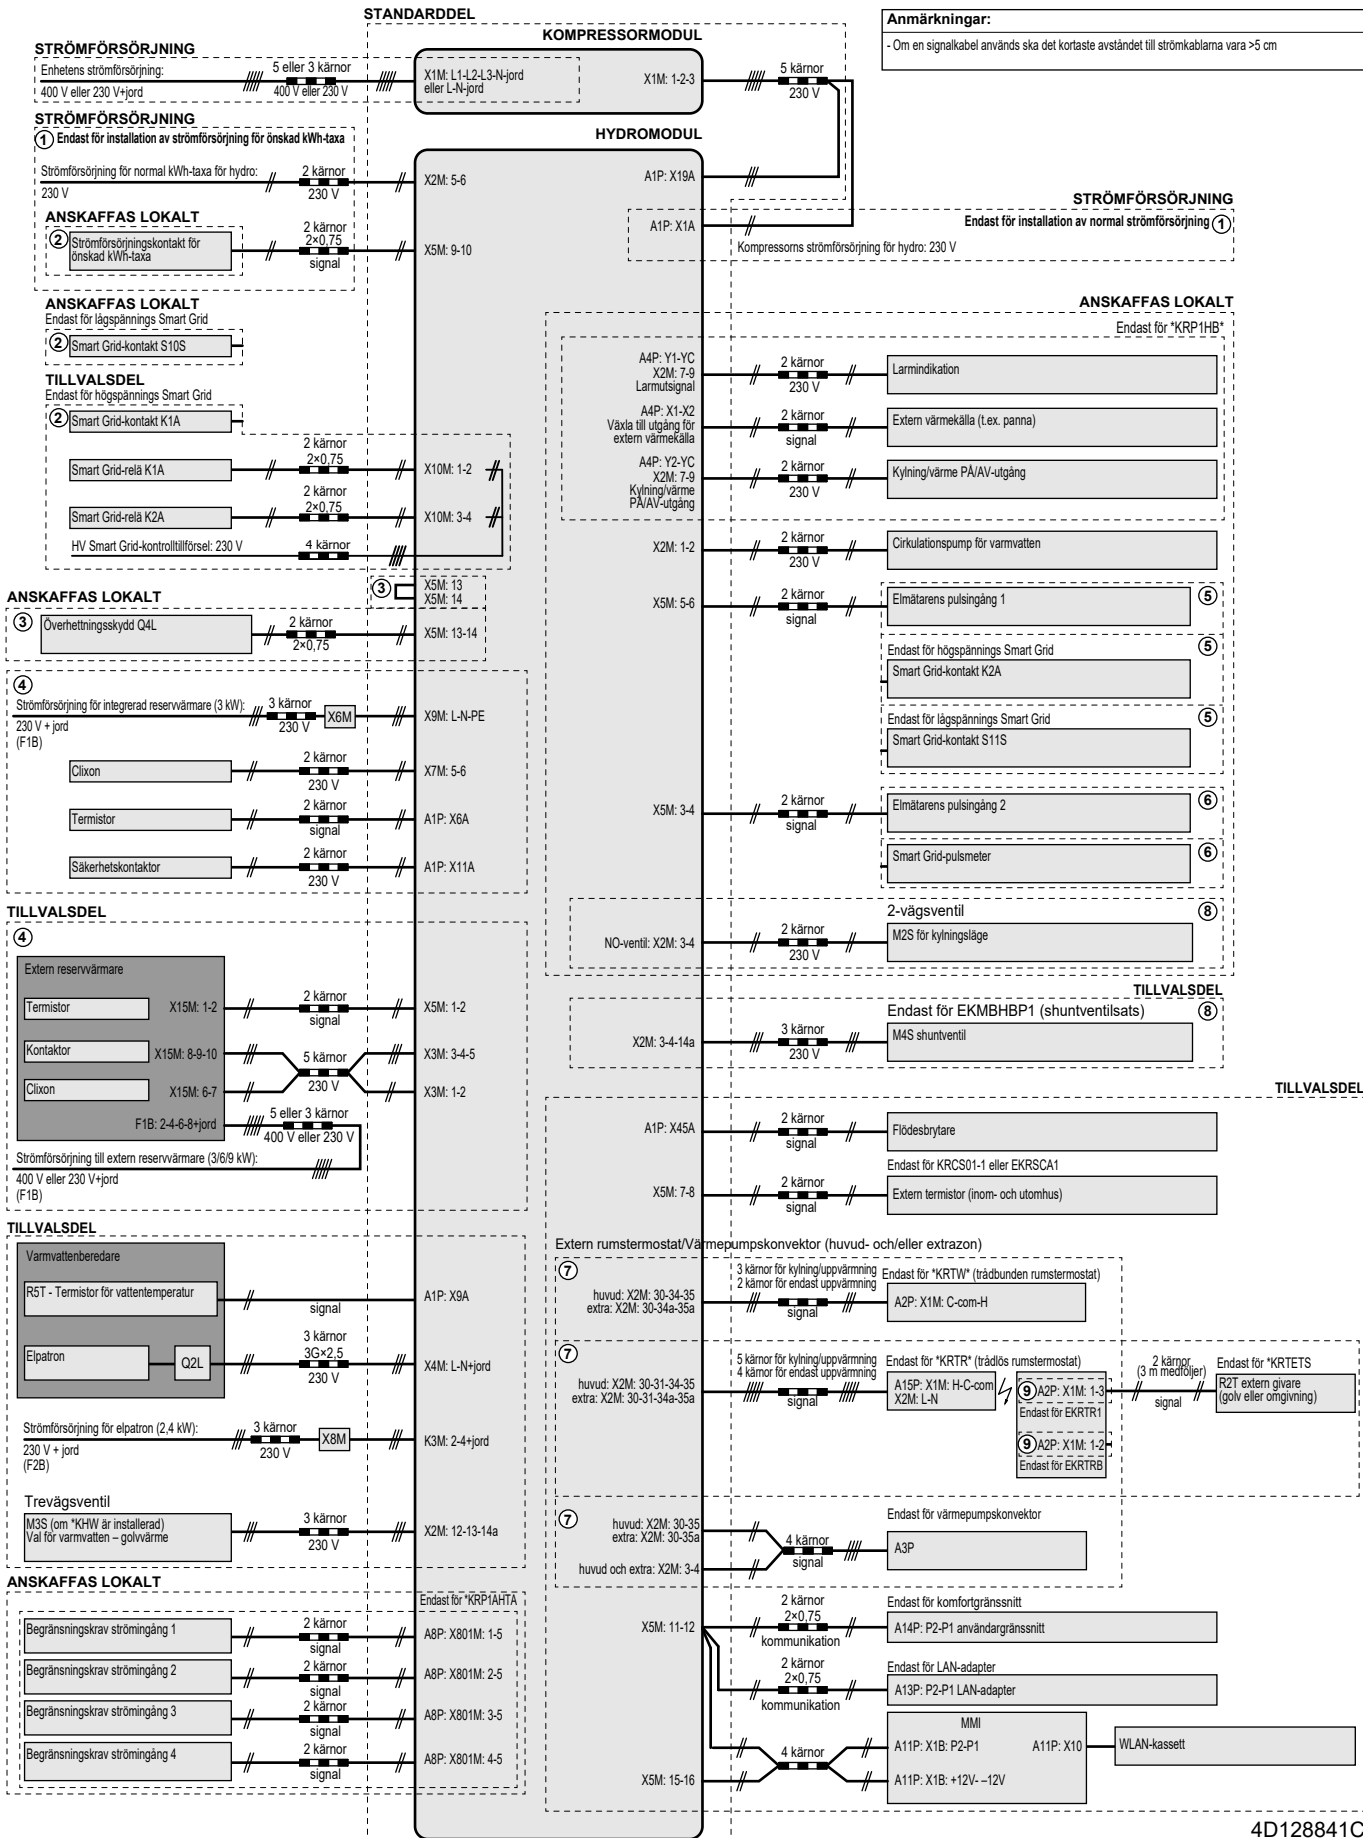 STANDARDDEL
Anmärkningar:
- Om en signalkabel används ska det kortaste avståndet till strömkablarna vara >5 cm
KOMPRESSORMODUL
STRÖMFÖRSÖRJNING
Enhetens strömförsörjning:
400 V eller 230 V+jord
5 eller 3 kärnor
400 V eller 230 V
X1M: L1-L2-L3-N-jord
eller L-N-jord
X1M: 1-2-3
5 kärnor
230 V
STRÖMFÖRSÖRJNING
1 Endast för installation av strömförsörjning för önskad kWh-taxa
HYDROMODUL
Strömförsörjning för normal kWh-taxa för hydro:
230 V
2 kärnor
230 V
X2M: 5-6
A1P: X19A
ANSKAFFAS LOKALT
2 Strömförsörjningskontakt för
önskad kWh-taxa
2 kärnor
2×0,75
signal
X5M: 9-10
STRÖMFÖRSÖRJNING
A1P: X1A
Endast för installation av normal strömförsörjning 1
Kompressorns strömförsörjning för hydro: 230 V
ANSKAFFAS LOKALT
Endast för lågspännings Smart Grid
2 Smart Grid-kontakt S10S
TILLVALSDEL
Endast för högspännings Smart Grid
2 Smart Grid-kontakt K1A
Smart Grid-relä K1A
2 kärnor
2×0,75
X10M: 1-2
Smart Grid-relä K2A
2 kärnor
2×0,75
X10M: 3-4
HV Smart Grid-kontrolltillförsel: 230 V
4 kärnor
3
X5M: 13
X5M: 14
ANSKAFFAS LOKALT
3 Överhettningsskydd Q4L
2 kärnor
2×0,75
X5M: 13-14
4
Strömförsörjning för integrerad reservvärmare (3 kW):
230 V + jord
(F1B)
3 kärnor
230 V
X6M
X9M: L-N-PE
Clixon
2 kärnor
230 V
X7M: 5-6
Termistor
2 kärnor
signal
A1P: X6A
Säkerhetskontaktor
2 kärnor
230 V
A1P: X11A
TILLVALSDEL
4
Extern reservvärmare
Termistor
X15M: 1-2
2 kärnor
signal
X5M: 1-2
Kontaktor
X15M: 8-9-10
5 kärnor
230 V
X3M: 3-4-5
Clixon
X15M: 6-7
X3M: 1-2
F1B: 2-4-6-8+jord
5 eller 3 kärnor
400 V eller 230 V
Strömförsörjning till extern reservvärmare (3/6/9 kW):
400 V eller 230 V+jord
(F1B)
TILLVALSDEL
Varmvattenberedare
R5T - Termistor för vattentemperatur
signal
A1P: X9A
Elpatron
Q2L
3 kärnor
3G×2,5
230 V
X4M: L-N+jord
Strömförsörjning för elpatron (2,4 kW):
230 V + jord
(F2B)
3 kärnor
230 V
X8M
K3M: 2-4+jord
Trevägsventil
M3S (om *KHW är installerad)
Val för varmvatten – golvvärme
3 kärnor
230 V
X2M: 12-13-14a
ANSKAFFAS LOKALT
Endast för *KRP1AHTA
Begränsningskrav strömingång 1
2 kärnor
signal
A8P: X801M: 1-5
Begränsningskrav strömingång 2
2 kärnor
signal
A8P: X801M: 2-5
Begränsningskrav strömingång 3
2 kärnor
signal
A8P: X801M: 3-5
Begränsningskrav strömingång 4
2 kärnor
signal
A8P: X801M: 4-5
ANSKAFFAS LOKALT
Endast för *KRP1HB*
A4P: Y1-YC
X2M: 7-9
Larmutsignal
2 kärnor
230 V
Larmindikation
A4P: X1-X2
Växla till utgång för
extern värmekälla
2 kärnor
signal
Extern värmekälla (t.ex. panna)
A4P: Y2-YC
X2M: 7-9
Kylning/värme
PÅ/AV-utgång
2 kärnor
230 V
Kylning/värme PÅ/AV-utgång
X2M: 1-2
2 kärnor
230 V
Cirkulationspump för varmvatten
X5M: 5-6
2 kärnor
signal
Elmätarens pulsingång 1
5
Endast för högspännings Smart Grid
5
Smart Grid-kontakt K2A
Endast för lågspännings Smart Grid
5
Smart Grid-kontakt S11S
X5M: 3-4
2 kärnor
signal
Elmätarens pulsingång 2
6
Smart Grid-pulsmeter
6
2-vägsventil
8
NO-ventil: X2M: 3-4
2 kärnor
230 V
M2S för kylningsläge
TILLVALSDEL
Endast för EKMBHBP1 (shuntventilsats)
8
X2M: 3-4-14a
3 kärnor
230 V
M4S shuntventil
TILLVALSDEL
A1P: X45A
2 kärnor
signal
Flödesbrytare
Endast för KRCS01-1 eller EKRSCA1
X5M: 7-8
2 kärnor
signal
Extern termistor (inom- och utomhus)
Extern rumstermostat/Värmepumpskonvektor (huvud- och/eller extrazon)
7
huvud: X2M: 30-34-35
extra: X2M: 30-34a-35a
3 kärnor för kylning/uppvärmning
2 kärnor för endast uppvärmning
signal
Endast för *KRTW* (trådbunden rumstermostat)
A2P: X1M: C-com-H
7
huvud: X2M: 30-31-34-35
extra: X2M: 30-31-34a-35a
5 kärnor för kylning/uppvärmning
4 kärnor för endast uppvärmning
signal
Endast för *KRTR* (trådlös rumstermostat)
A15P: X1M: H-C-com
X2M: L-N
9 A2P: X1M: 1-3
Endast för EKRTR1
9 A2P: X1M: 1-2
Endast för EKRTRB
2 kärnor
(3 m medföljer)
signal
Endast för *KRTETS
R2T extern givare
(golv eller omgivning)
7
huvud: X2M: 30-35
extra: X2M: 30-35a
huvud och extra: X2M: 3-4
4 kärnor
signal
Endast för värmepumpskonvektor
A3P
X5M: 11-12
2 kärnor
2×0,75
kommunikation
Endast för komfortgränssnitt
A14P: P2-P1 användargränssnitt
2 kärnor
2×0,75
kommunikation
Endast för LAN-adapter
A13P: P2-P1 LAN-adapter
MMI
A11P: X1B: P2-P1
A11P: X10
WLAN-kassett
4 kärnor
X5M: 15-16
A11P: X1B: +12V- –12V
4D128841C